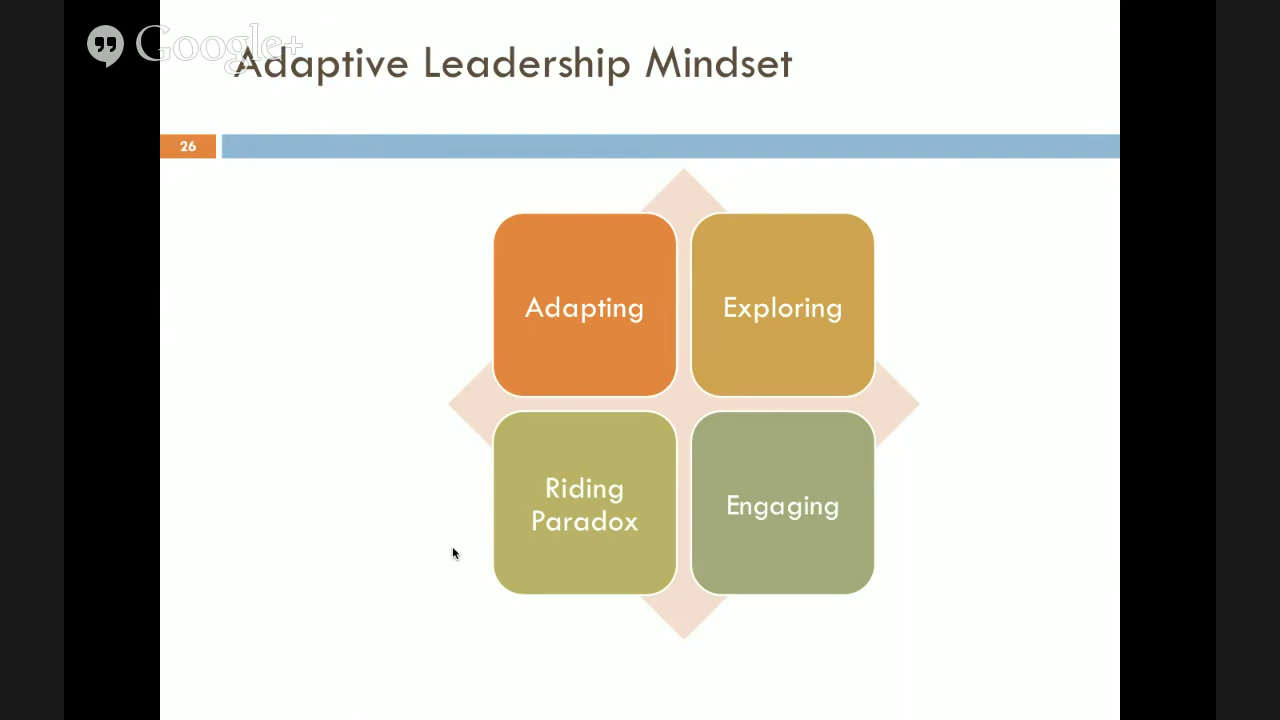 Google+
Adaptive Leadership Mindset
26
Adapting
Exploring
Riding
Paradox
Engaging